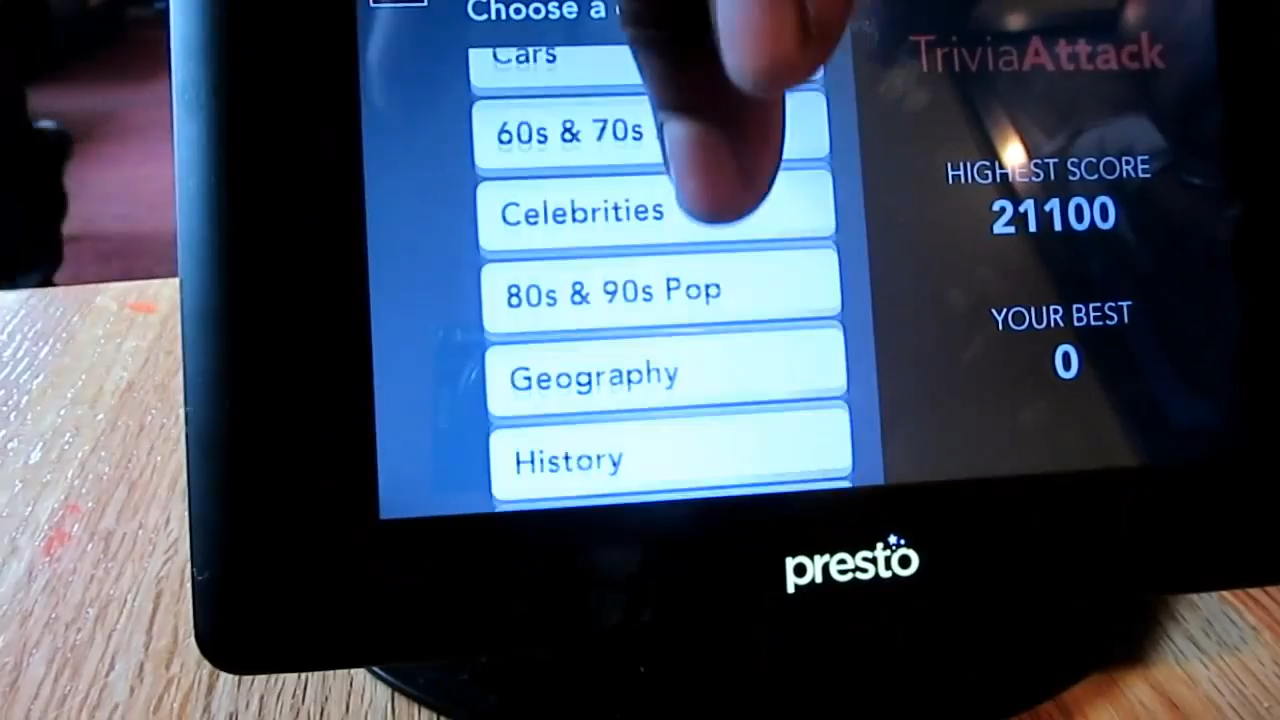 Choose a
Cars
60s & 70s
Celebrities
80s & 90s Pop
Geography
History
TriviaAttack
HIGHEST SCORE
21100
YOUR BEST
0
presto